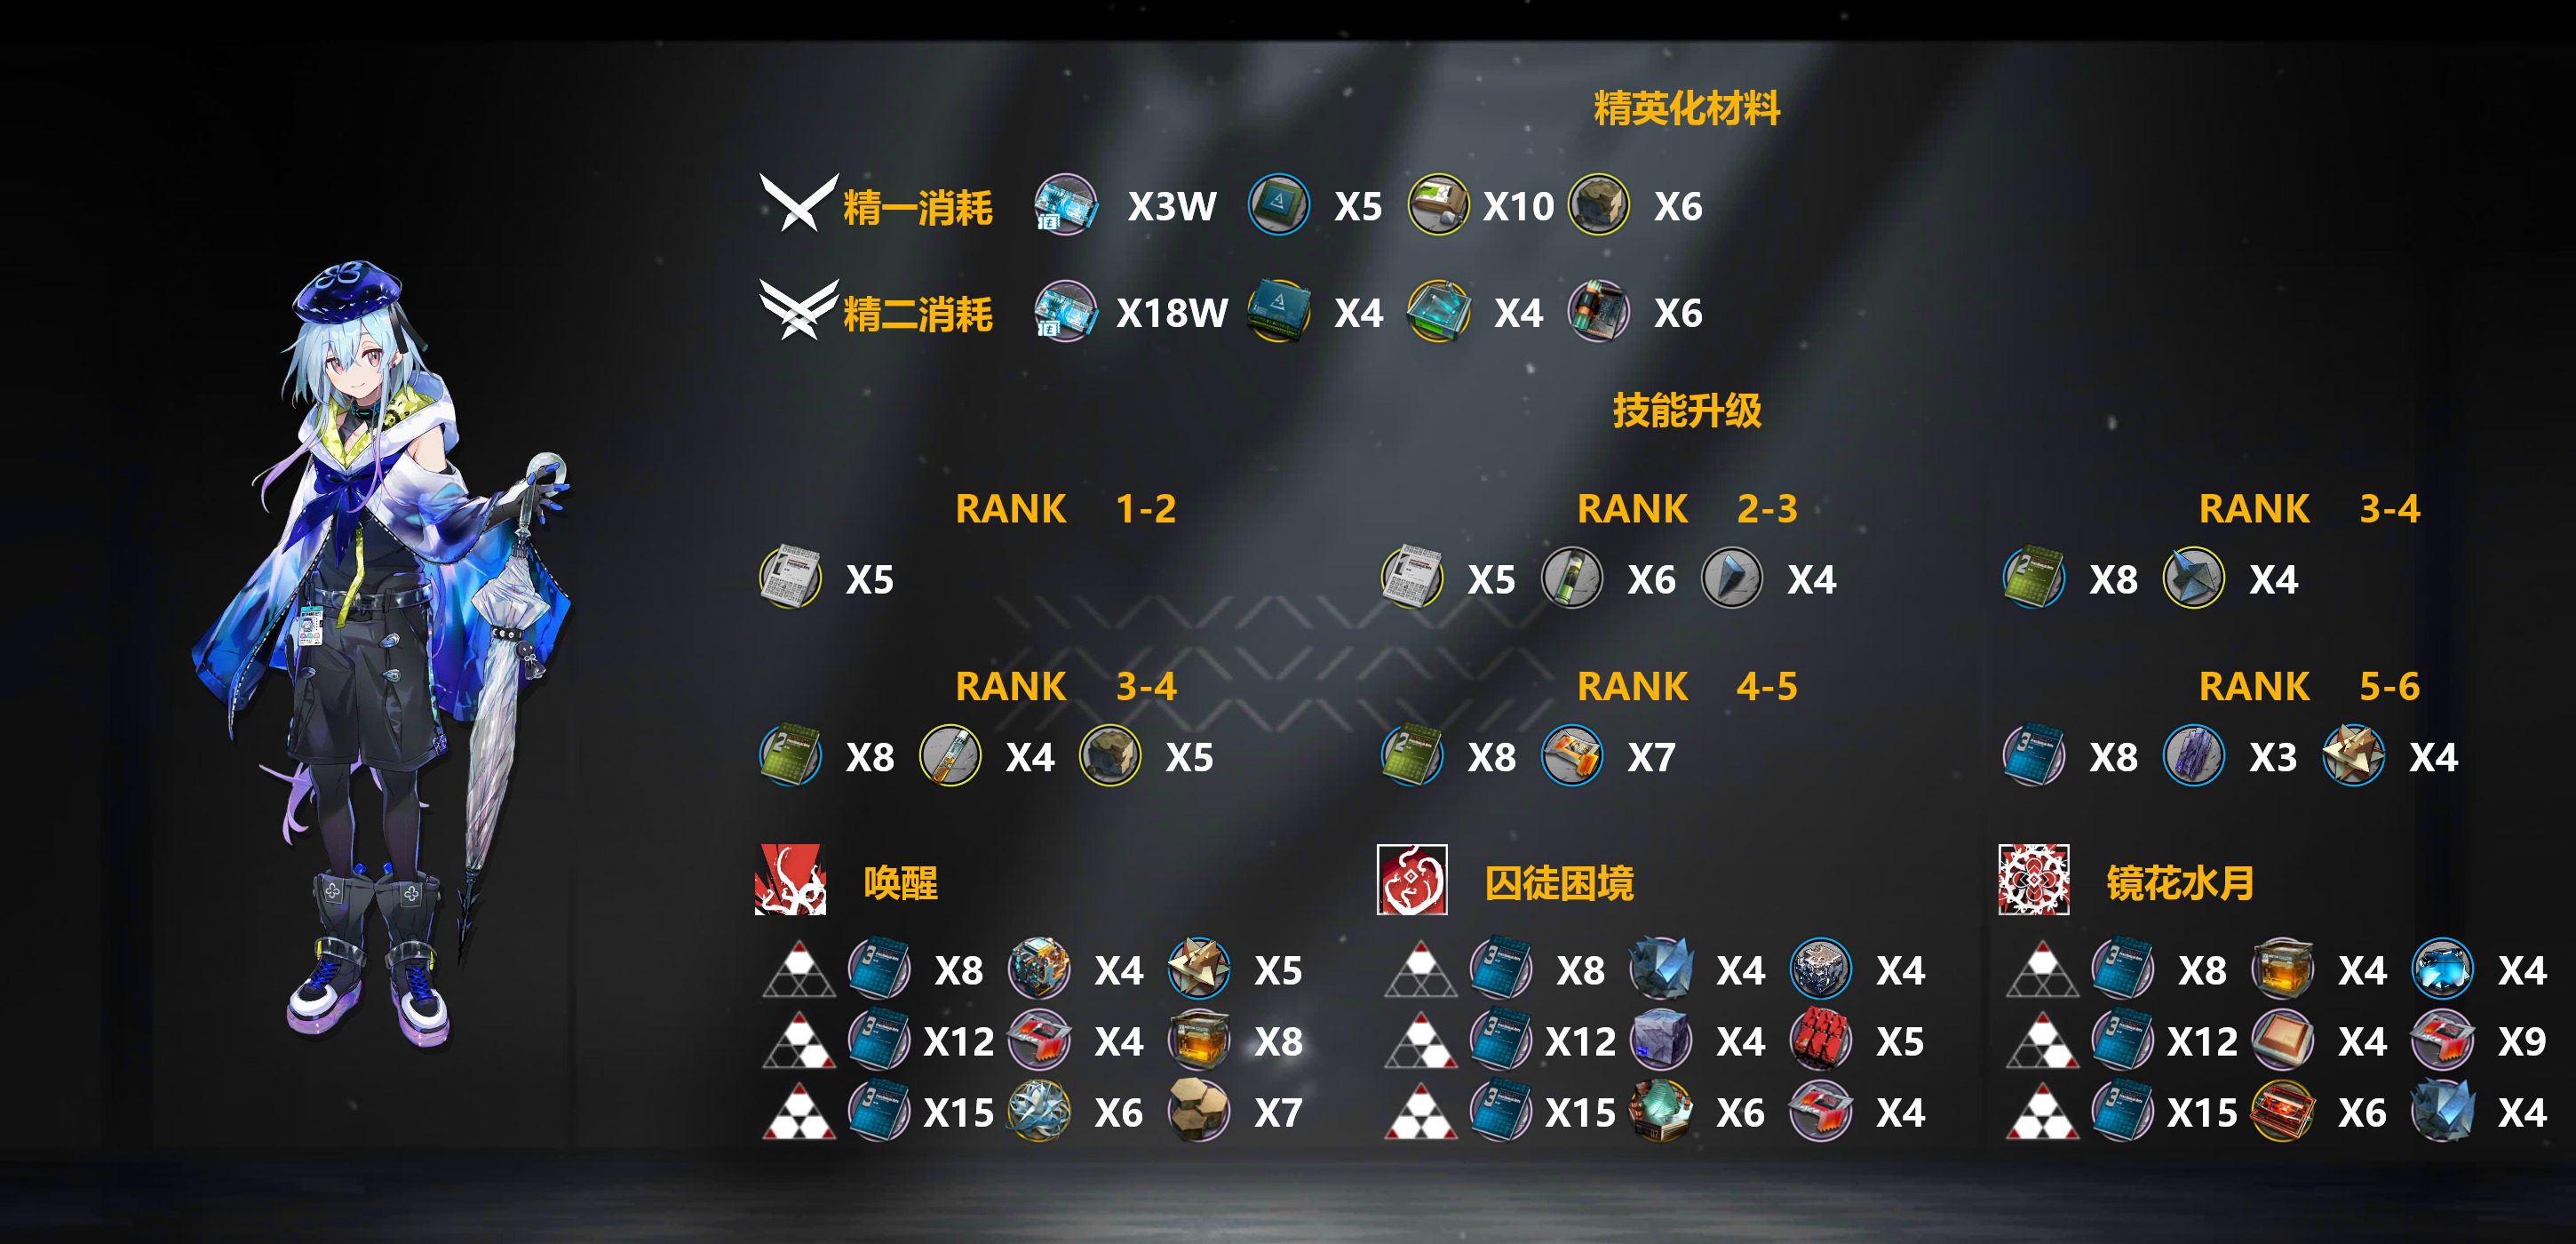 精英化材料
精一消耗 X3W X5 X10 X6
精二消耗 X18W X4 X4 X6
技能升级
RANK 1-2 RANK 2-3 RANK 3-4
X5 X5 X6 X4 X8 X4
RANK 3-4 RANK 4-5 RANK 5-6
X8 X4 X5 X8 X7 X8 X3 X4
唤醒 囚徒困境 镜花水月
X8 X4 X5 X8 X4 X4 X8 X4 X4
X12 X4 X8 X12 X4 X5 X12 X4 X9
X15 X6 X7 X15 X6 X4 X15 X6 X4